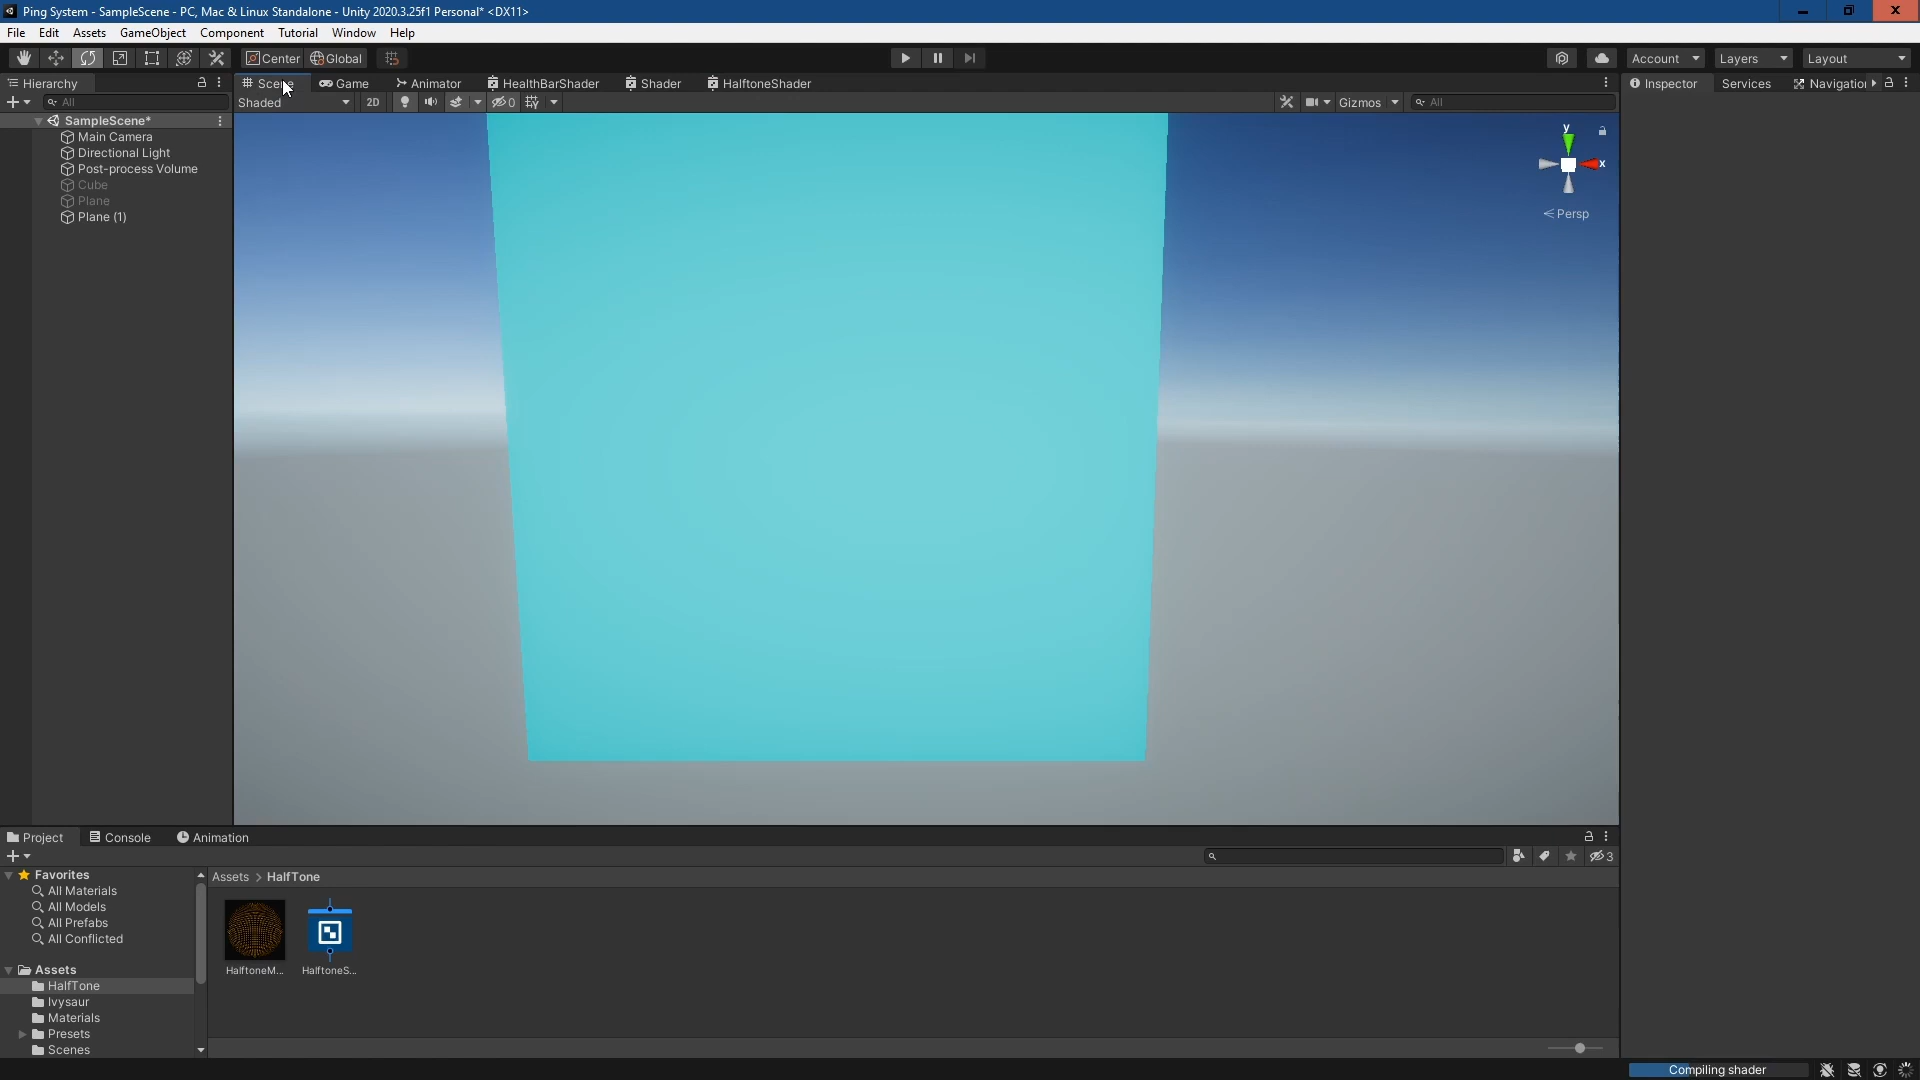 Ping System - SampleScene - PC, Mac & Linux Standalone - Unity 2020.3.25f1 Personal* <DX11>
File Edit Assets GameObject Component Tutorial Window Help
Center Global Account Layers Layout
Hierarchy Scene Game Animator HealthBarShader Shader HalftoneShader Inspector Services Navigation
All Shaded 2D 0 Gizmos All
SampleScene*
Main Camera
Directional Light
Post-process Volume
Cube
Plane
Plane (1)
y
x
Persp
Project Console Animation
3
Favorites
All Materials
All Models
All Prefabs
All Conflicted
Assets
HalfTone
Ivysaur
Materials
Presets
Scenes
Assets > HalfTone
HalftoneM... HalftoneS...
Compiling shader